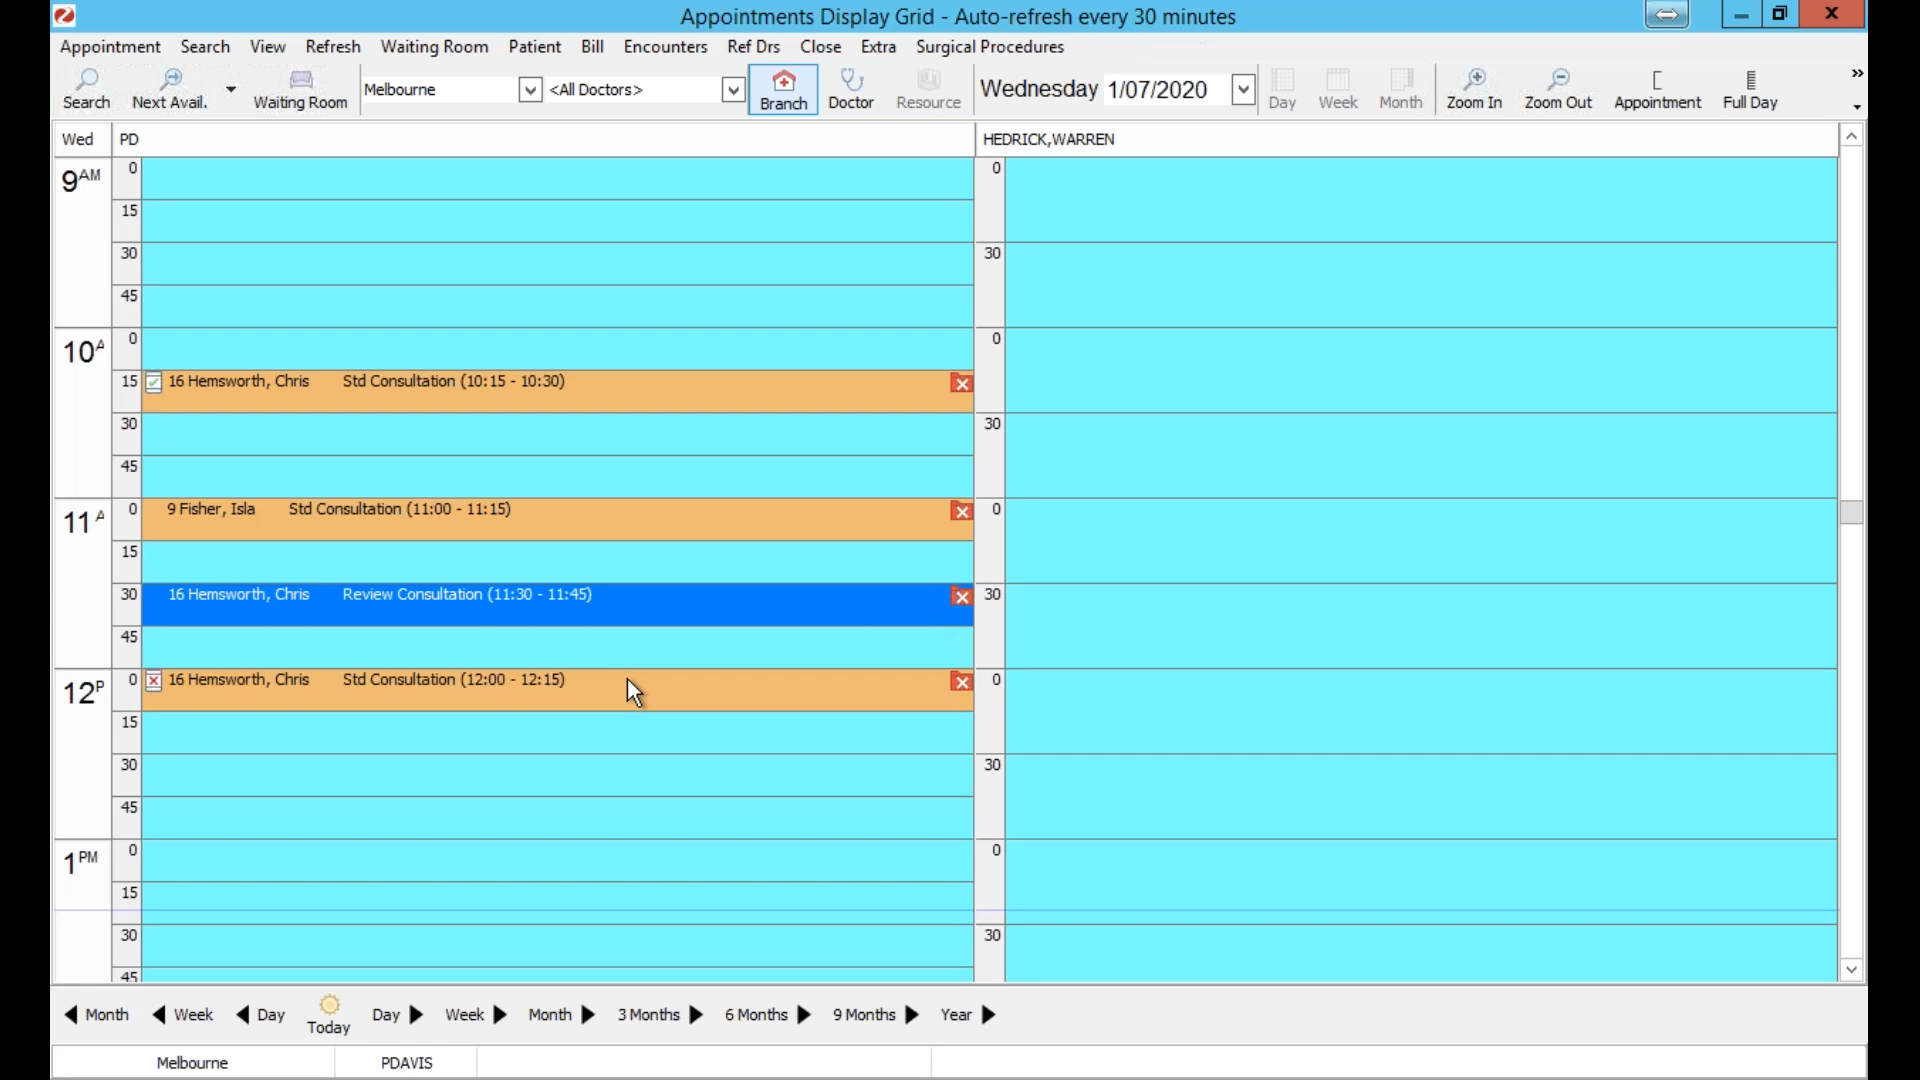 Appointments Display Grid - Auto-refresh every 30 minutes
Appointment Search View Refresh Waiting Room Patient Bill Encounters Ref Drs Close Extra Surgical Procedures
Search Next Avail. Waiting Room Melbourne <All Doctors> Branch Doctor Resource Wednesday 1/07/2020 Day Week Month Zoom In Zoom Out Appointment Full Day
Wed PD HEDRICK,WARREN
9AM 0 0
15
30 30
45
10A 0 0
15 16 Hemsworth, Chris Std Consultation (10:15 - 10:30)
30 30
45
11A 0 9 Fisher, Isla Std Consultation (11:00 - 11:15) 0
15
30 16 Hemsworth, Chris Review Consultation (11:30 - 11:45) 30
45
12P 0 16 Hemsworth, Chris Std Consultation (12:00 - 12:15) 0
15
30 30
45
1PM 0 0
15
30 30
45
Month Week Day Today Day Week Month 3 Months 6 Months 9 Months Year
Melbourne PDAVIS